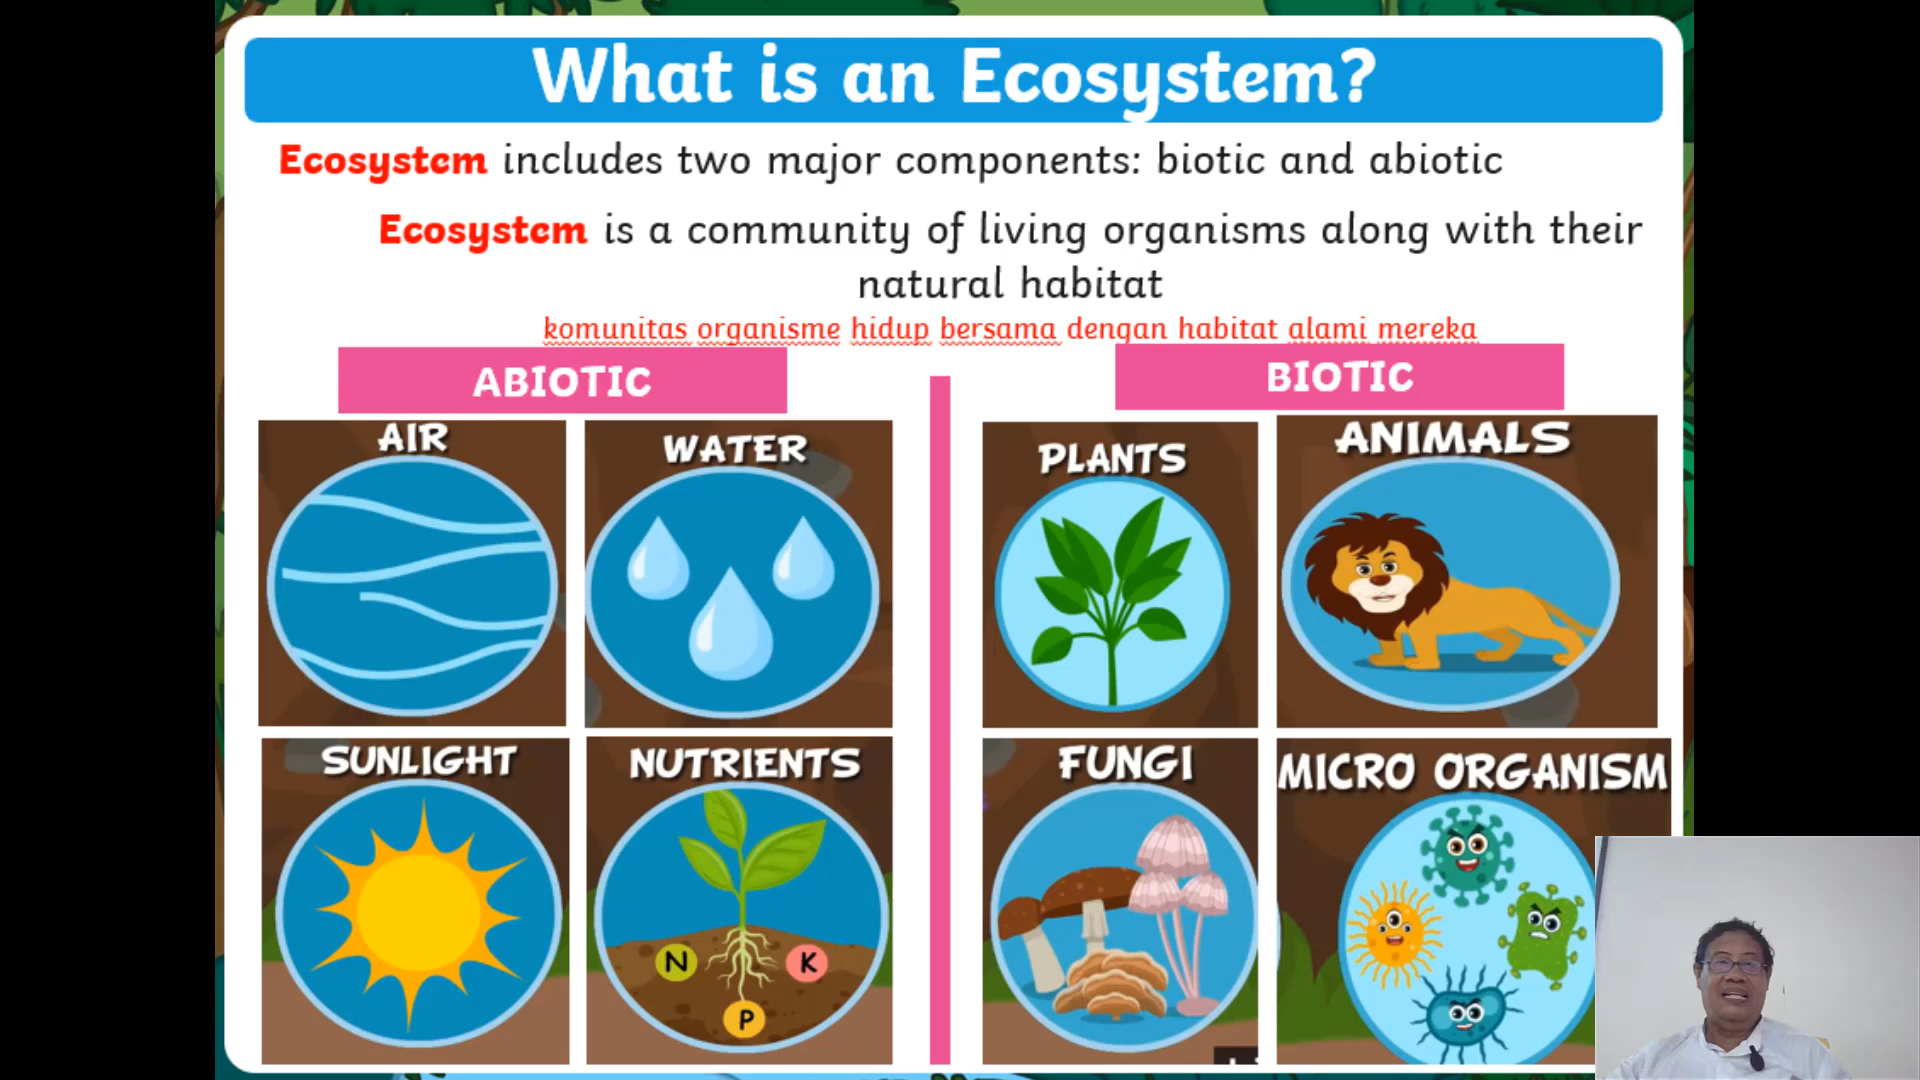 What is an Ecosystem?
Ecosystem includes two major components: biotic and abiotic
Ecosystem is a community of living organisms along with their
natural habitat
komunitas organisme hidup bersama dengan habitat alami mereka
ABIOTIC
BIOTIC
AIR
WATER
PLANTS
ANIMALS
SUNLIGHT
NUTRIENTS
FUNGI
MICRO ORGANISM
N
K
P